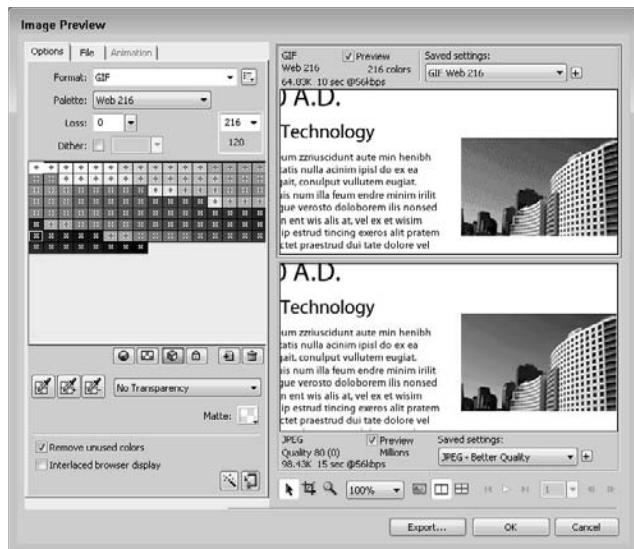 Image Preview
Options File Animation
Format: GIF
Palette: Web 216
Loss: 0 216
Dither: 120
No Transparency
Matte:
Remove unused colors
Interlaced browser display
GIF Preview Saved settings:
Web 216 216 colors GIF Web 216
64.83K 10 sec @56kbps
) A.D.
Technology
um zzriuscidunt aute min henibh
tatis nulla acinim ipisl do ex ea
gait, conulput vullutem eugiat.
is num illa feum endre minim irilit
gue verosto doloborem ilis nonsed
n ent wis alis at, vel ex et wisim
ip estrud tincing exeros alit pratem
ctet praestrud dui tate dolore vel
) A.D.
Technology
um zzriuscidunt aute min henibh
tatis nulla acinim ipisl do ex ea
gait, conulput vullutem eugiat.
is num illa feum endre minim irilit
gue verosto doloborem ilis nonsed
n ent wis alis at, vel ex et wisim
ip estrud tincing exeros alit pratem
ctet praestrud dui tate dolore vel
JPEG Preview Saved settings:
Quality 80 (0) Millions JPEG - Better Quality
98.43K 15 sec @56kbps
100% 1
Export... OK Cancel